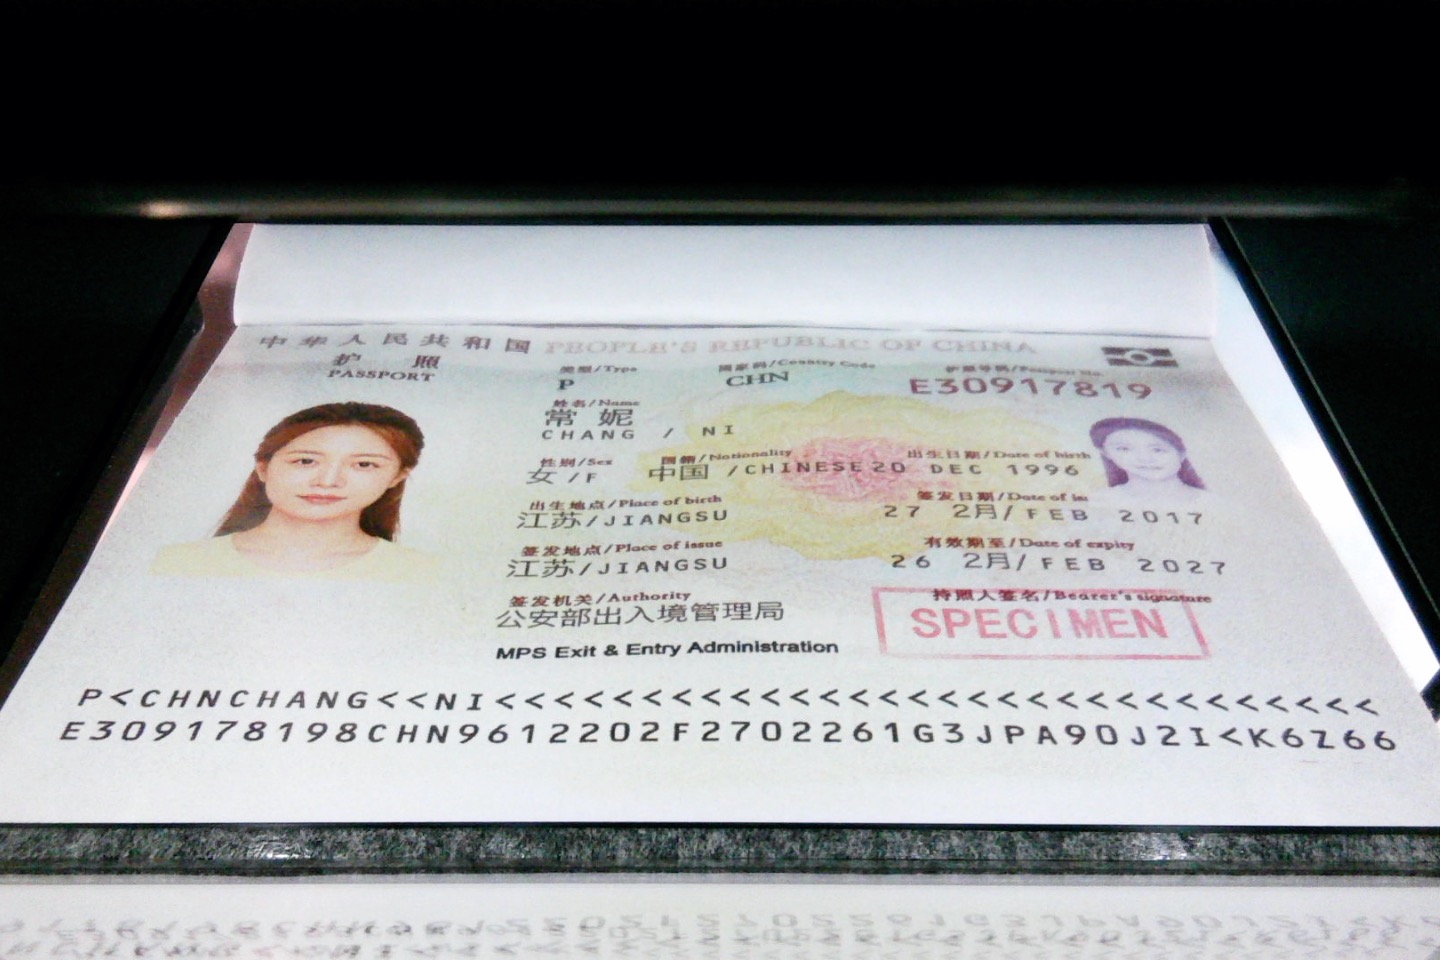 中华人民共和国 PEOPLE'S REPUBLIC OF CHINA
护 照
PASSPORT
类型/Type
国家码/Country Code
护照号码/Passport No.
P
CHN
E30917819
姓名/Name
常 妮
CHANG / NI
性别/Sex
国籍/Nationality
出生日期/Date of birth
女/F
中国/CHINESE
20 DEC 1996
出生地点/Place of birth
签发日期/Date of is
江苏/JIANGSU
27 2月/FEB 2017
签发地点/Place of issue
有效期至/Date of expiry
江苏/JIANGSU
26 2月/FEB 2027
签发机关/Authority
持照人签名/Bearer's signature
公安部出入境管理局
SPECIMEN
MPS Exit & Entry Administration
P<CHNCHANG<<NI<<<<<<<<<<<<<<<<<<<<<<<<<<<<<<
E309178198CHN9612202F2702261G3JPA90J2I<K6Z66